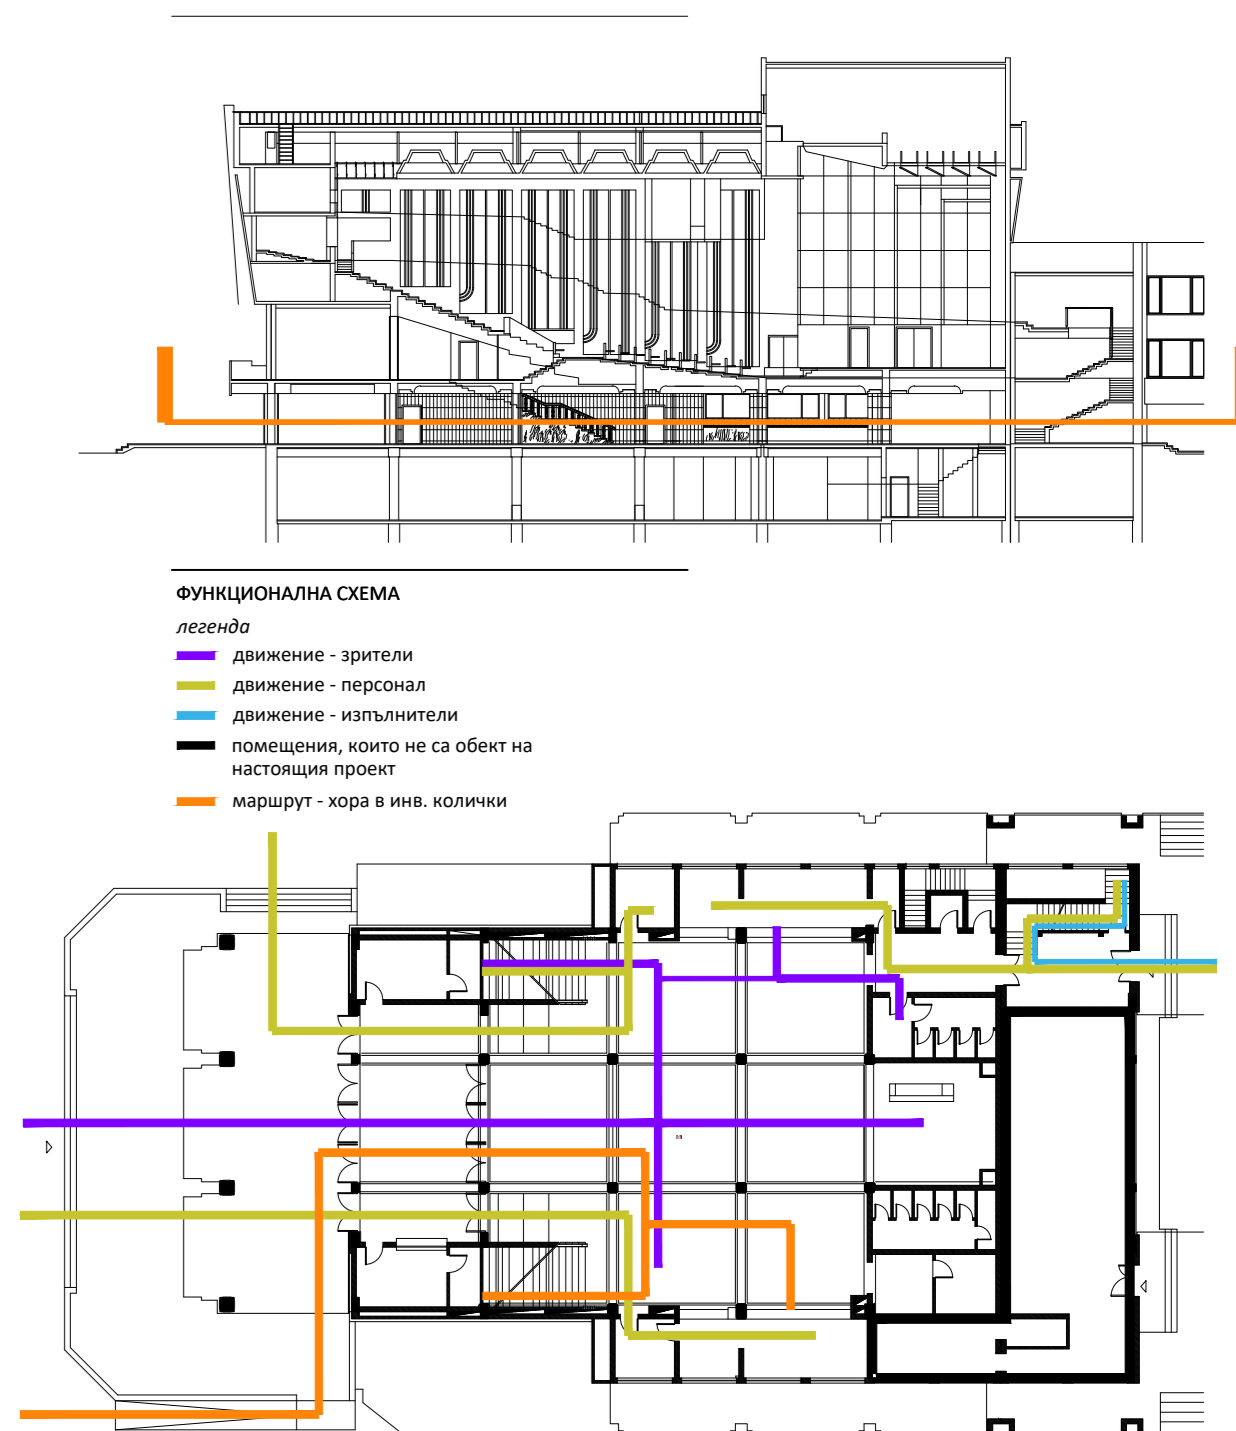 ФУНКЦИОНАЛНА СХЕМА
легенда
движение - зрители
движение - персонал
движение - изпълнители
помещения, които не са обект на
настоящия проект
маршрут - хора в инв. колички